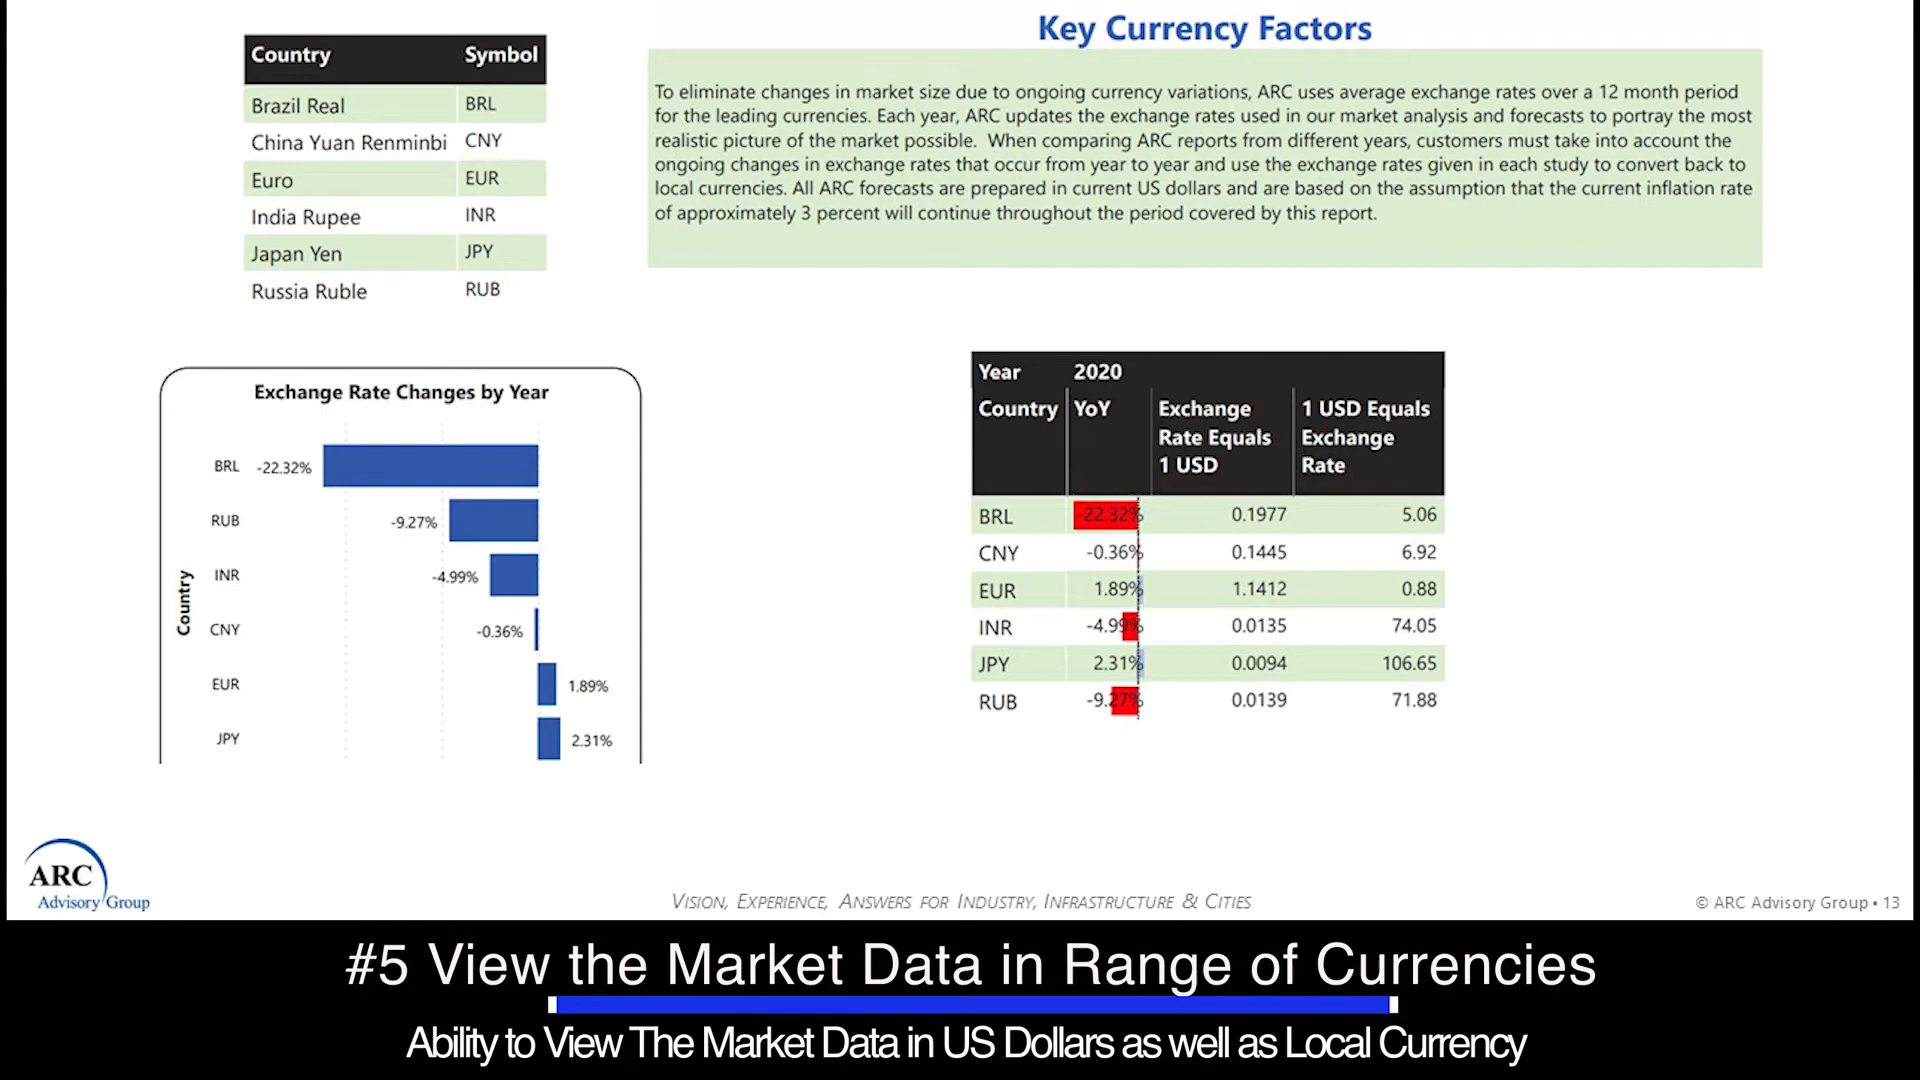 Key Currency Factors
Country Symbol
Brazil Real BRL
China Yuan Renminbi CNY
Euro EUR
India Rupee INR
Japan Yen JPY
Russia Ruble RUB
To eliminate changes in market size due to ongoing currency variations, ARC uses average exchange rates over a 12 month period
for the leading currencies. Each year, ARC updates the exchange rates used in our market analysis and forecasts to portray the most
realistic picture of the market possible. When comparing ARC reports from different years, customers must take into account the
ongoing changes in exchange rates that occur from year to year and use the exchange rates given in each study to convert back to
local currencies. All ARC forecasts are prepared in current US dollars and are based on the assumption that the current inflation rate
of approximately 3 percent will continue throughout the period covered by this report.
Exchange Rate Changes by Year
Country
BRL -22.32%
RUB -9.27%
INR -4.99%
CNY -0.36%
EUR 1.89%
JPY 2.31%
Year 2020
Country YoY Exchange Rate Equals 1 USD 1 USD Equals Exchange Rate
BRL -22.32% 0.1977 5.06
CNY -0.36% 0.1445 6.92
EUR 1.89% 1.1412 0.88
INR -4.99% 0.0135 74.05
JPY 2.31% 0.0094 106.65
RUB -9.27% 0.0139 71.88
ARC
Advisory Group
VISION, EXPERIENCE, ANSWERS FOR INDUSTRY, INFRASTRUCTURE & CITIES
© ARC Advisory Group • 13
#5 View the Market Data in Range of Currencies
Ability to View The Market Data in US Dollars as well as Local Currency